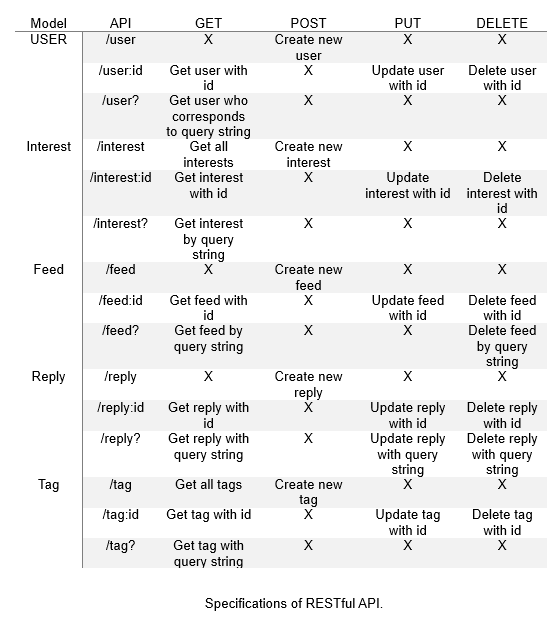 Model API GET POST PUT DELETE
USER /user X Create new X X
user
/user:id Get user with X Update user Delete user
id with id with id
/user? Get user who X X X
corresponds
to query string
Interest /interest Get all Create new X X
interests interest
/interest:id Get interest X Update Delete
with id interest with id interest with
id
/interest? Get interest X X X
by query
string
Feed /feed X Create new X X
feed
/feed:id Get feed with X Update feed Delete feed
id with id with id
/feed? Get feed by X X Delete feed
query string by query
string
Reply /reply X Create new X X
reply
/reply:id Get reply with X Update reply Delete reply
id with id with id
/reply? Get reply with X Update reply Delete reply
query string with query with query
string string
Tag /tag Get all tags Create new X X
tag
/tag:id Get tag with id X Update tag Delete tag
with id with id
/tag? Get tag with X X X
query string
Specifications of RESTful API.